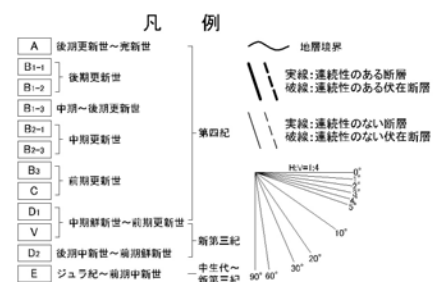 凡 例
A 後期更新世～完新世
B1-1
後期更新世
B1-2
B1-3 中期～後期更新世
B2-1
中期更新世
B2-3
B3
前期更新世
C
D1
中期鮮新世～前期更新世
V
D2 後期中新世～前期鮮新世
E ジュラ紀～前期中新世
第四紀
新第三紀
中生代～
新第三紀
地層境界
実線:連続性のある断層
破線:連続性のある伏在断層
実線:連続性のない断層
破線:連続性のない伏在断層
H:V=1:4
0°
1°
2°
3°
4°
5°
10°
20°
30°
60°
90°